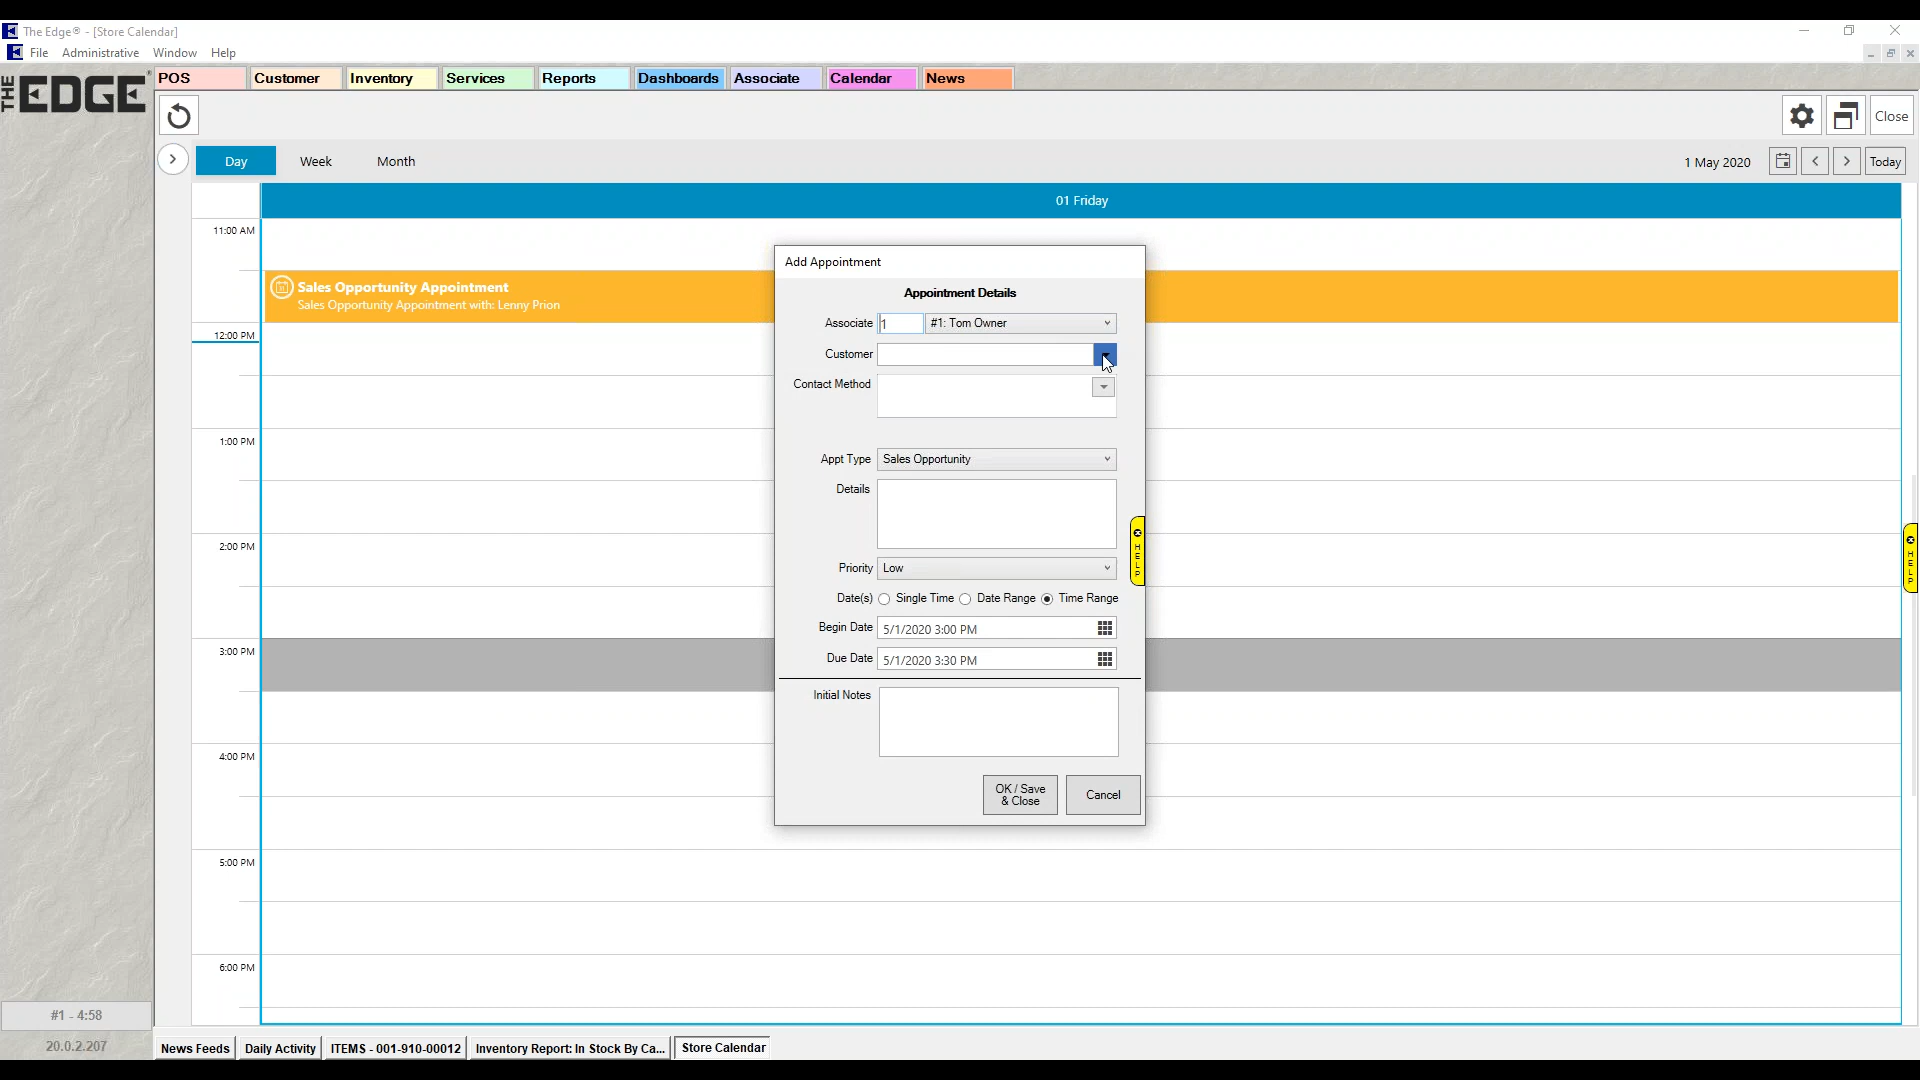 The Edge® - [Store Calendar]
File Administrative Window Help
THE EDGE®
POS Customer Inventory Services Reports Dashboards Associate Calendar News
Close
Day Week Month 1 May 2020 Today
01 Friday
11:00 AM
Sales Opportunity Appointment
Sales Opportunity Appointment with: Lenny Prion
12:00 PM
1:00 PM
2:00 PM
3:00 PM
4:00 PM
5:00 PM
6:00 PM
Add Appointment
Appointment Details
Associate 1 #1: Tom Owner
Customer
Contact Method
Appt Type Sales Opportunity
Details
HELP
Priority Low
Date(s) Single Time Date Range Time Range
Begin Date 5/1/2020 3:00 PM
Due Date 5/1/2020 3:30 PM
Initial Notes
OK / Save
& Close
Cancel
HELP
#1 - 4:58
20.0.2.207
News Feeds Daily Activity ITEMS - 001-910-00012 Inventory Report: In Stock By Ca... Store Calendar